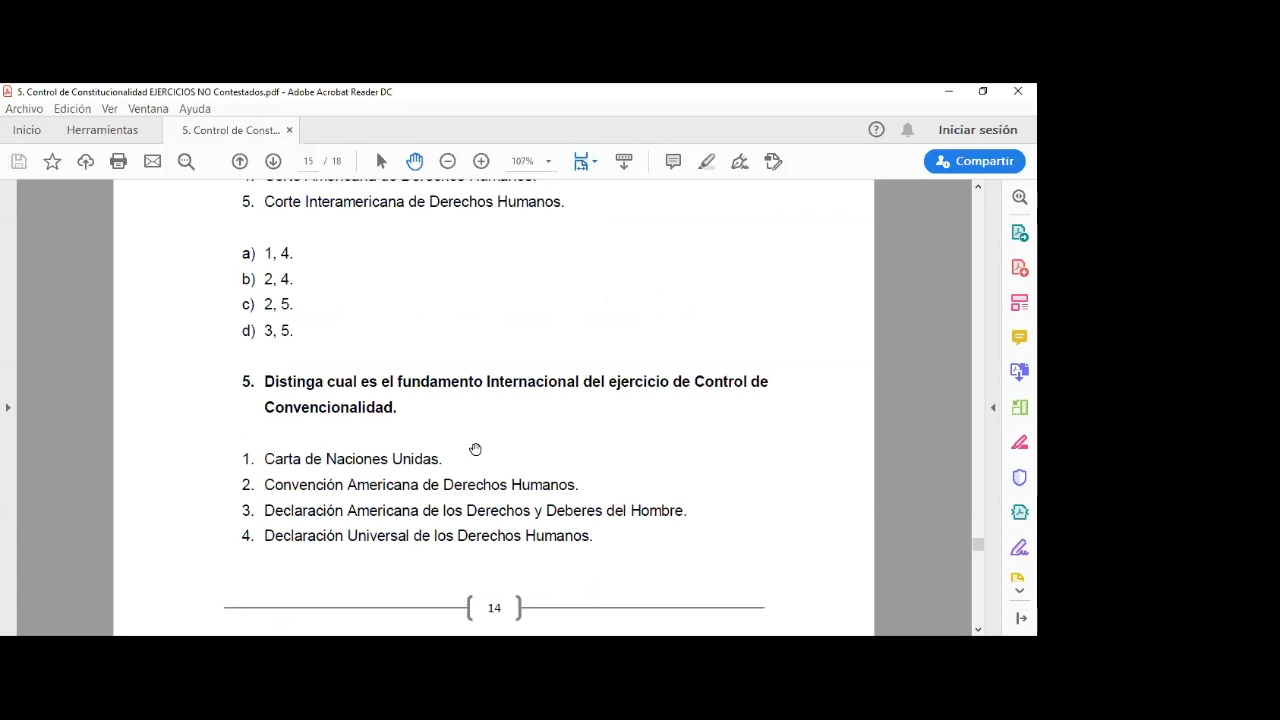 5. Control de Constitucionalidad EJERCICIOS NO Contestados.pdf - Adobe Acrobat Reader DC
Archivo Edición Ver Ventana Ayuda
Inicio Herramientas 5. Control de Const... ×
15 / 18 107% Compartir
Iniciar sesión
4. Corte Americana de Derechos Humanos.
5. Corte Interamericana de Derechos Humanos.
a) 1, 4.
b) 2, 4.
c) 2, 5.
d) 3, 5.
5. Distinga cual es el fundamento Internacional del ejercicio de Control de
Convencionalidad.
1. Carta de Naciones Unidas.
2. Convención Americana de Derechos Humanos.
3. Declaración Americana de los Derechos y Deberes del Hombre.
4. Declaración Universal de los Derechos Humanos.
14